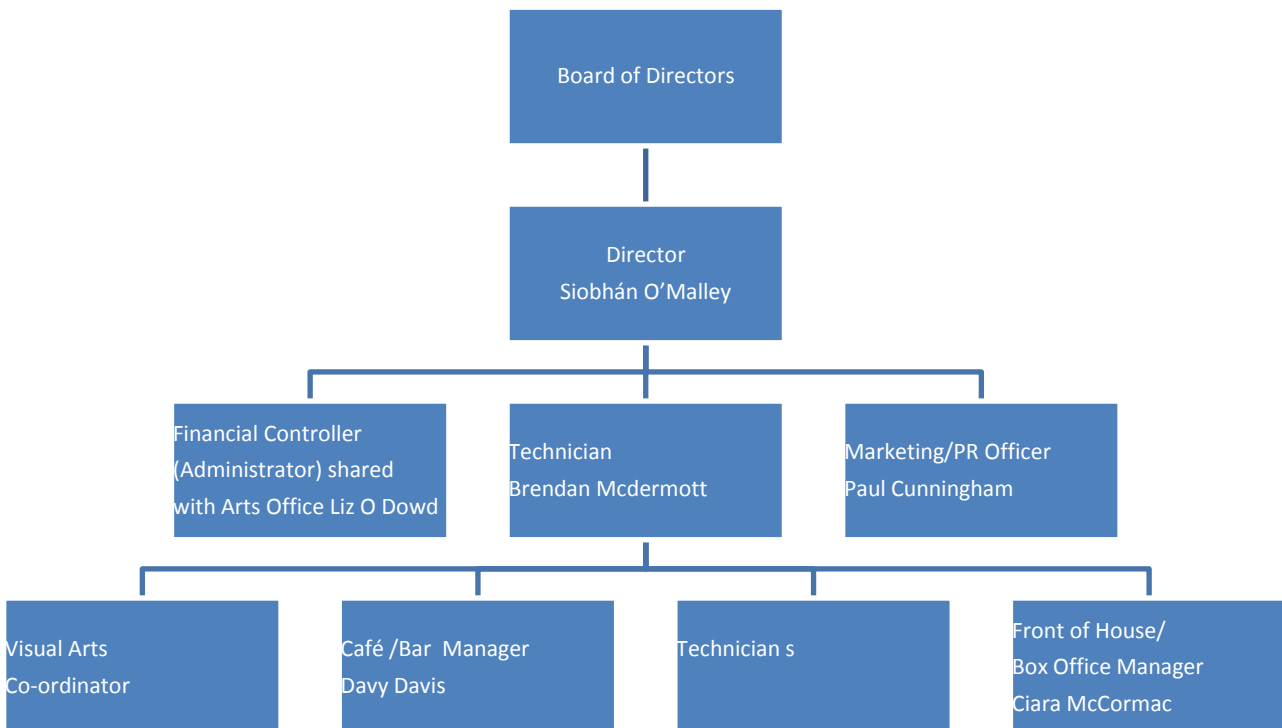 Board of Directors
Director
Siobhán O’Malley
Financial Controller
(Administrator) shared
with Arts Office Liz O Dowd
Technician
Brendan Mcdermott
Marketing/PR Officer
Paul Cunningham
Visual Arts
Co-ordinator
Café /Bar  Manager
Davy Davis
Technician s
Front of House/
Box Office Manager
Ciara McCormac